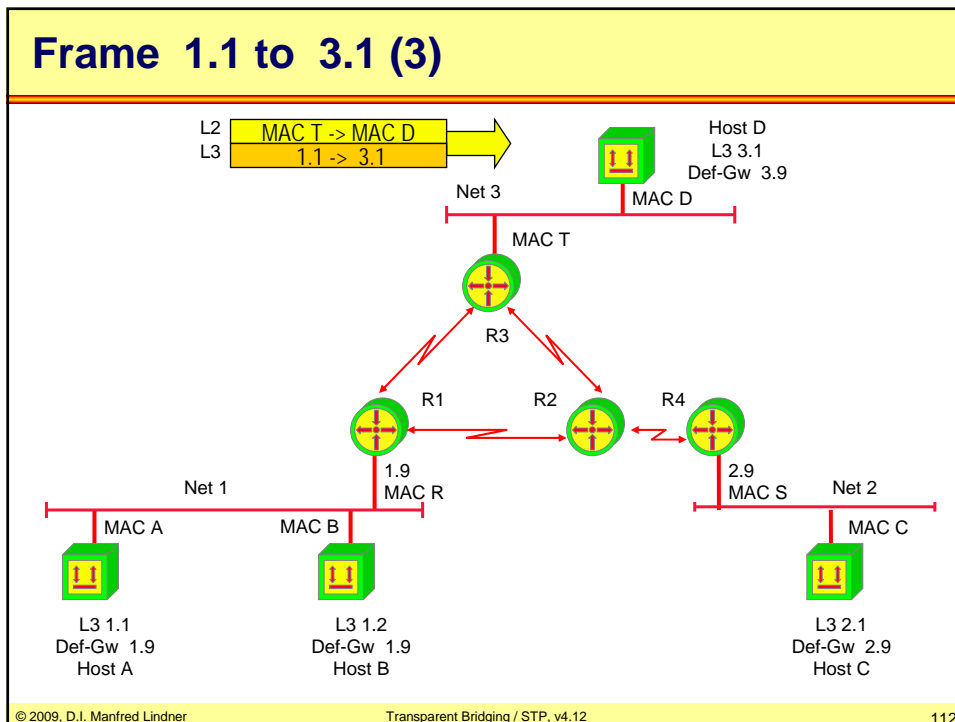 Frame 1.1 to 3.1 (3)
L2 MAC T -> MAC D
L3 1.1 -> 3.1
Host D
L3 3.1
Def-Gw 3.9
Net 3
MAC D
MAC T
R3
R1
R2
R4
1.9
MAC R
2.9
MAC S
Net 1
Net 2
MAC A
MAC B
MAC C
L3 1.1
Def-Gw 1.9
Host A
L3 1.2
Def-Gw 1.9
Host B
L3 2.1
Def-Gw 2.9
Host C
© 2009, D.I. Manfred Lindner
Transparent Bridging / STP, v4.12
112